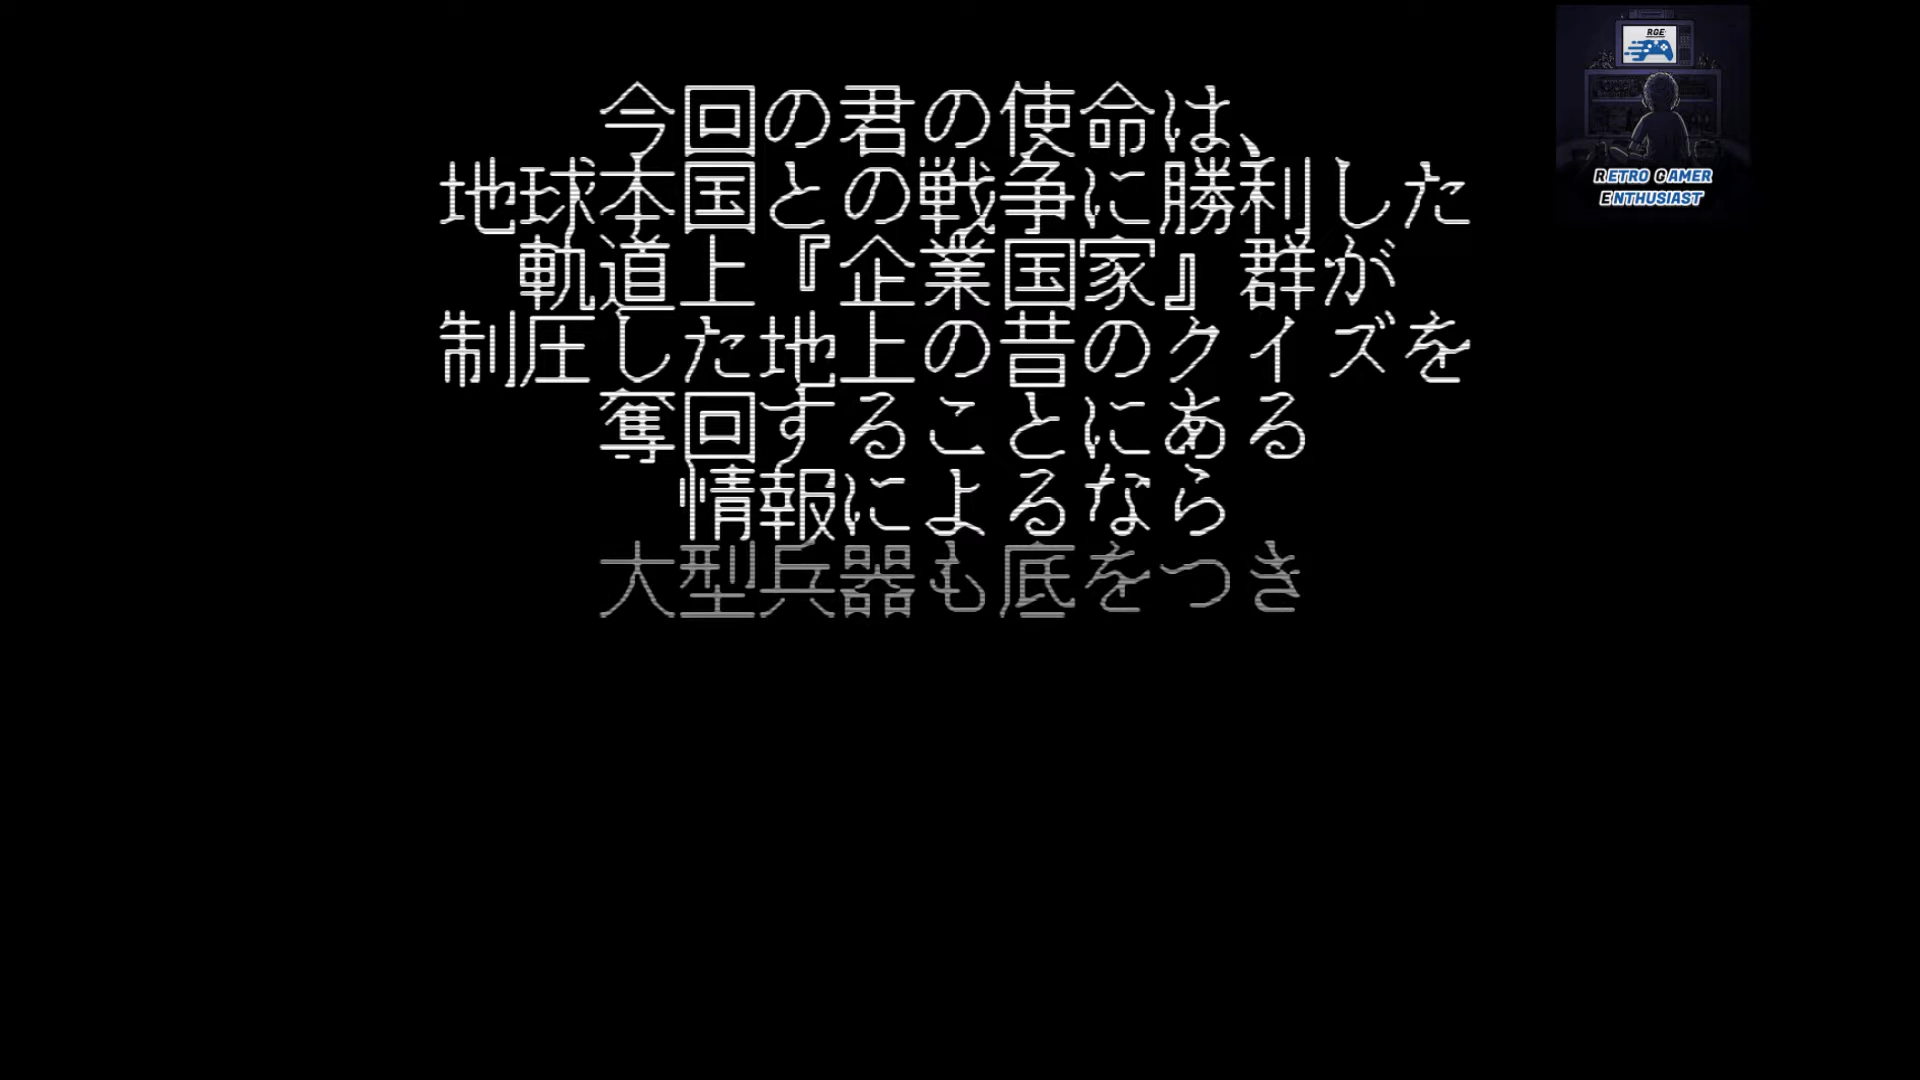 今回の君の使命は、
地球本国との戦争に勝利した
軌道上『企業国家』群が
制圧した地上の昔のクイズを
奪回することにある
情報によるなら
大型兵器も底をつき
RGE
RETRO GAMER
ENTHUSIAST